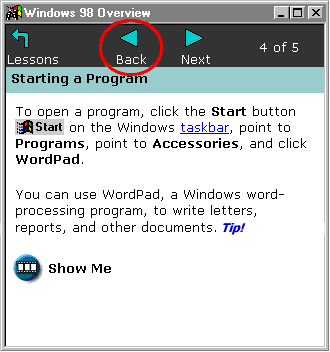 Windows 98 Overview
Lessons Back Next 4 of 5
Starting a Program
To open a program, click the Start button
Start on the Windows taskbar, point to
Programs, point to Accessories, and click
WordPad.
You can use WordPad, a Windows word-
processing program, to write letters,
reports, and other documents. Tip!
Show Me